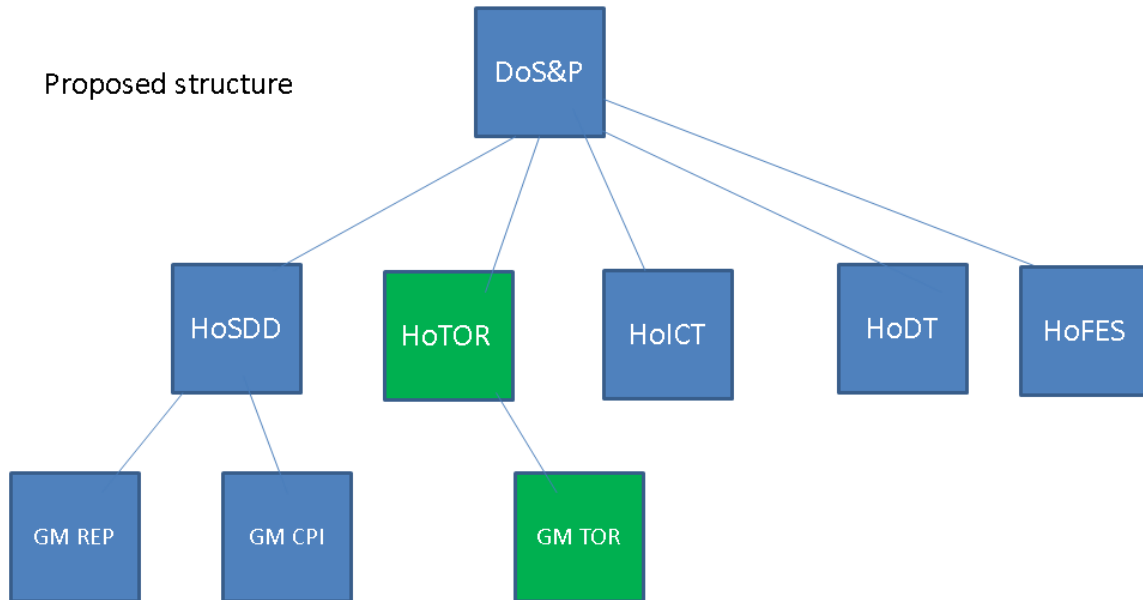 DoS&P
Proposed structure
HoSDD
HoTOR
HoICT
HoDT
HoFES
GM REP
GM CPI
GM TOR